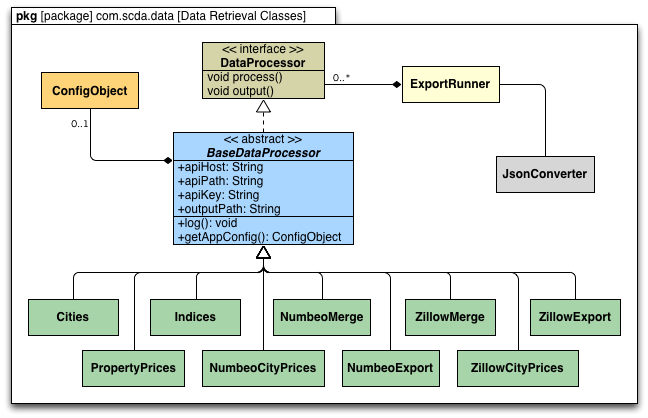 pkg [package] com.scda.data [Data Retrieval Classes]
<< interface >>
DataProcessor
void process()
void output()
0..*
ExportRunner
ConfigObject
0..1
<< abstract >>
BaseDataProcessor
+apiHost: String
+apiPath: String
+apiKey: String
+outputPath: String
+log(): void
+getAppConfig(): ConfigObject
JsonConverter
Cities
Indices
NumbeoMerge
ZillowMerge
ZillowExport
PropertyPrices
NumbeoCityPrices
NumbeoExport
ZillowCityPrices